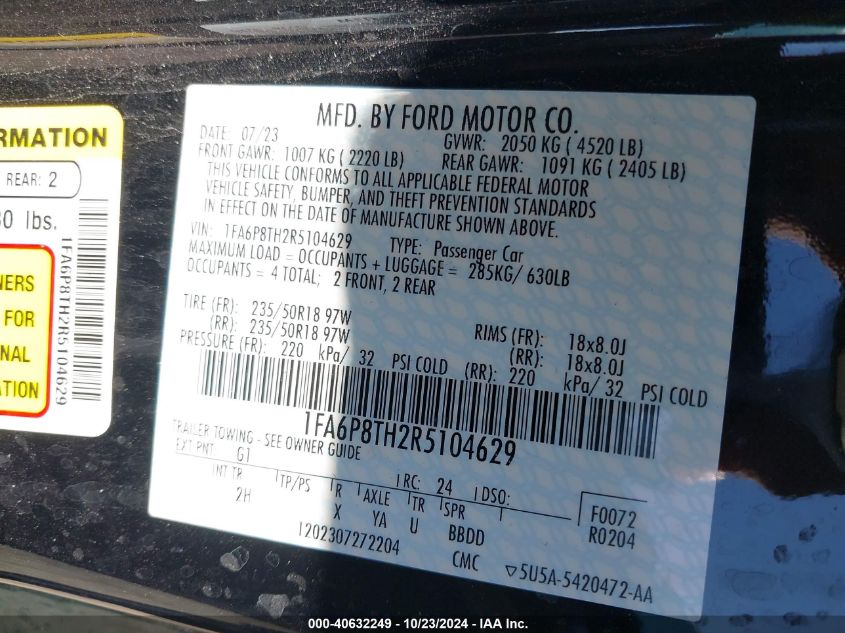 RMATION
REAR: 2
30 lbs.
NERS
FOR
NAL
ATION
1FA6P8TH2R5104629
MFD. BY FORD MOTOR CO.
DATE: 07/23 GVWR: 2050 KG ( 4520 LB)
FRONT GAWR: 1007 KG ( 2220 LB) REAR GAWR: 1091 KG ( 2405 LB)
THIS VEHICLE CONFORMS TO ALL APPLICABLE FEDERAL MOTOR
VEHICLE SAFETY, BUMPER, AND THEFT PREVENTION STANDARDS
IN EFFECT ON THE DATE OF MANUFACTURE SHOWN ABOVE.
VIN: 1FA6P8TH2R5104629 TYPE: Passenger Car
MAXIMUM LOAD = OCCUPANTS + LUGGAGE = 285KG/ 630LB
OCCUPANTS = 4 TOTAL; 2 FRONT, 2 REAR
TIRE (FR): 235/50R18 97W RIMS (FR): 18x8.0J
(RR): 235/50R18 97W (RR): 18x8.0J
PRESSURE (FR): 220 kPa/ 32 PSI COLD (RR): 220 kPa/ 32 PSI COLD
1FA6P8TH2R5104629
TRAILER TOWING - SEE OWNER GUIDE
EXT PNT: G1 RC: 24 DSO: F0072
INT TR TP/PS R AXLE TR SPR R0204
2H X YA U BBDD
1202307272204 CMC ▽5U5A-5420472-AA
000-40632249 - 10/23/2024 - IAA Inc.